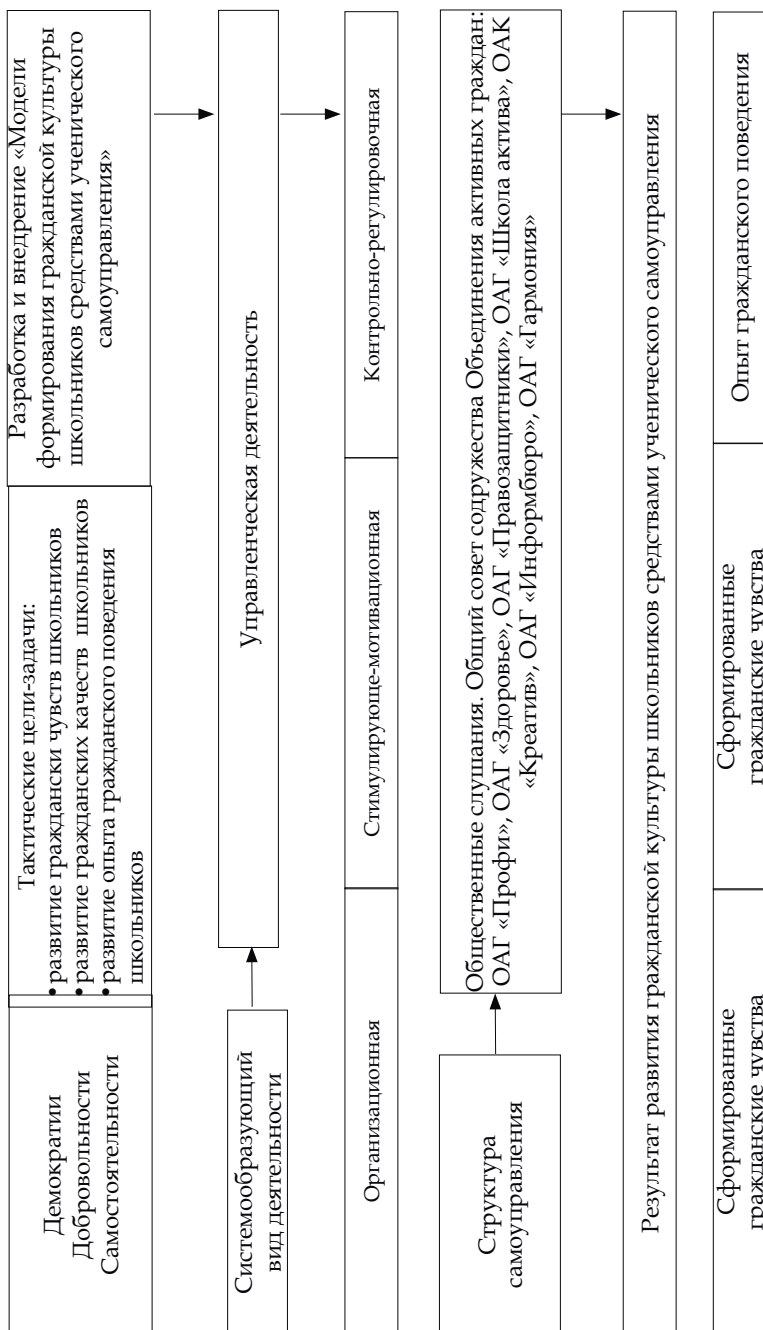 Демократии
Добровольности
Самостоятельности
Тактические цели-задачи:
• развитие граждански чувств школьников
• развитие гражданских качеств школьников
• развитие опыта гражданского поведения
школьников
Разработка и внедрение «Модели
формирования гражданской культуры
школьников средствами ученического
самоуправления»
Системообразующий
вид деятельности
Управленческая деятельность
Организационная
Стимулирующе-мотивационная
Контрольно-регулировочная
Структура
самоуправления
Общественные слушания. Общий совет содружества Объединения активных граждан:
ОАГ «Профи», ОАГ «Здоровье», ОАГ «Правозащитники», ОАГ «Школа актива», ОАК
«Креатив», ОАГ «Информбюро», ОАГ «Гармония»
Результат развития гражданской культуры школьников средствами ученического самоуправления
Сформированные
гражданские чувства
Сформированные
гражданские чувства
Опыт гражданского поведения